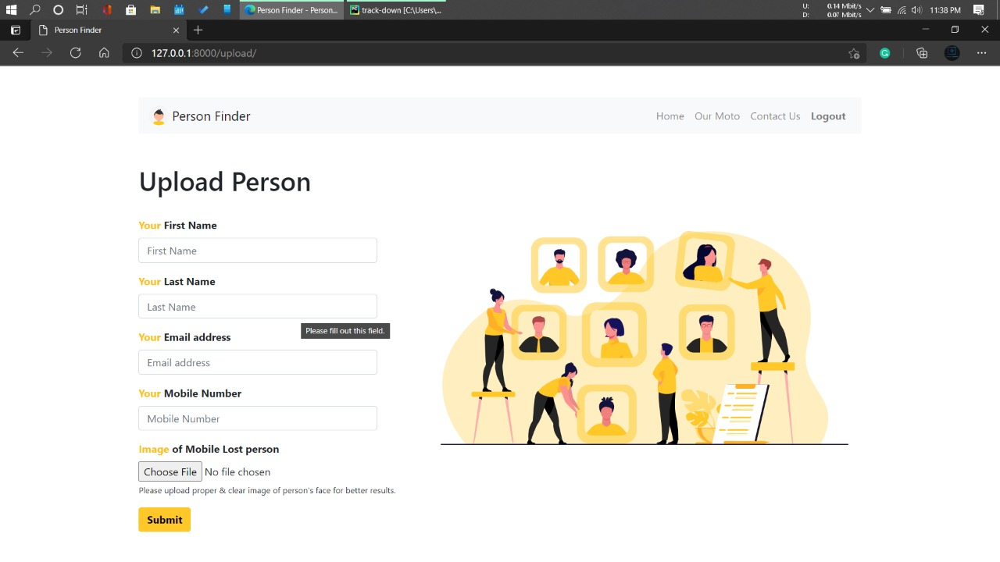 Person Finder - Person...
track-down [C:\Users\...
U: 0.14 Mbit/s
D: 0.07 Mbit/s
11:38 PM
Person Finder
127.0.0.1:8000/upload/
Person Finder
Home Our Moto Contact Us Logout
Upload Person
Your First Name
First Name
Your Last Name
Last Name
Please fill out this field.
Your Email address
Email address
Your Mobile Number
Mobile Number
Image of Mobile Lost person
Choose File No file chosen
Please upload proper & clear image of person's face for better results.
Submit